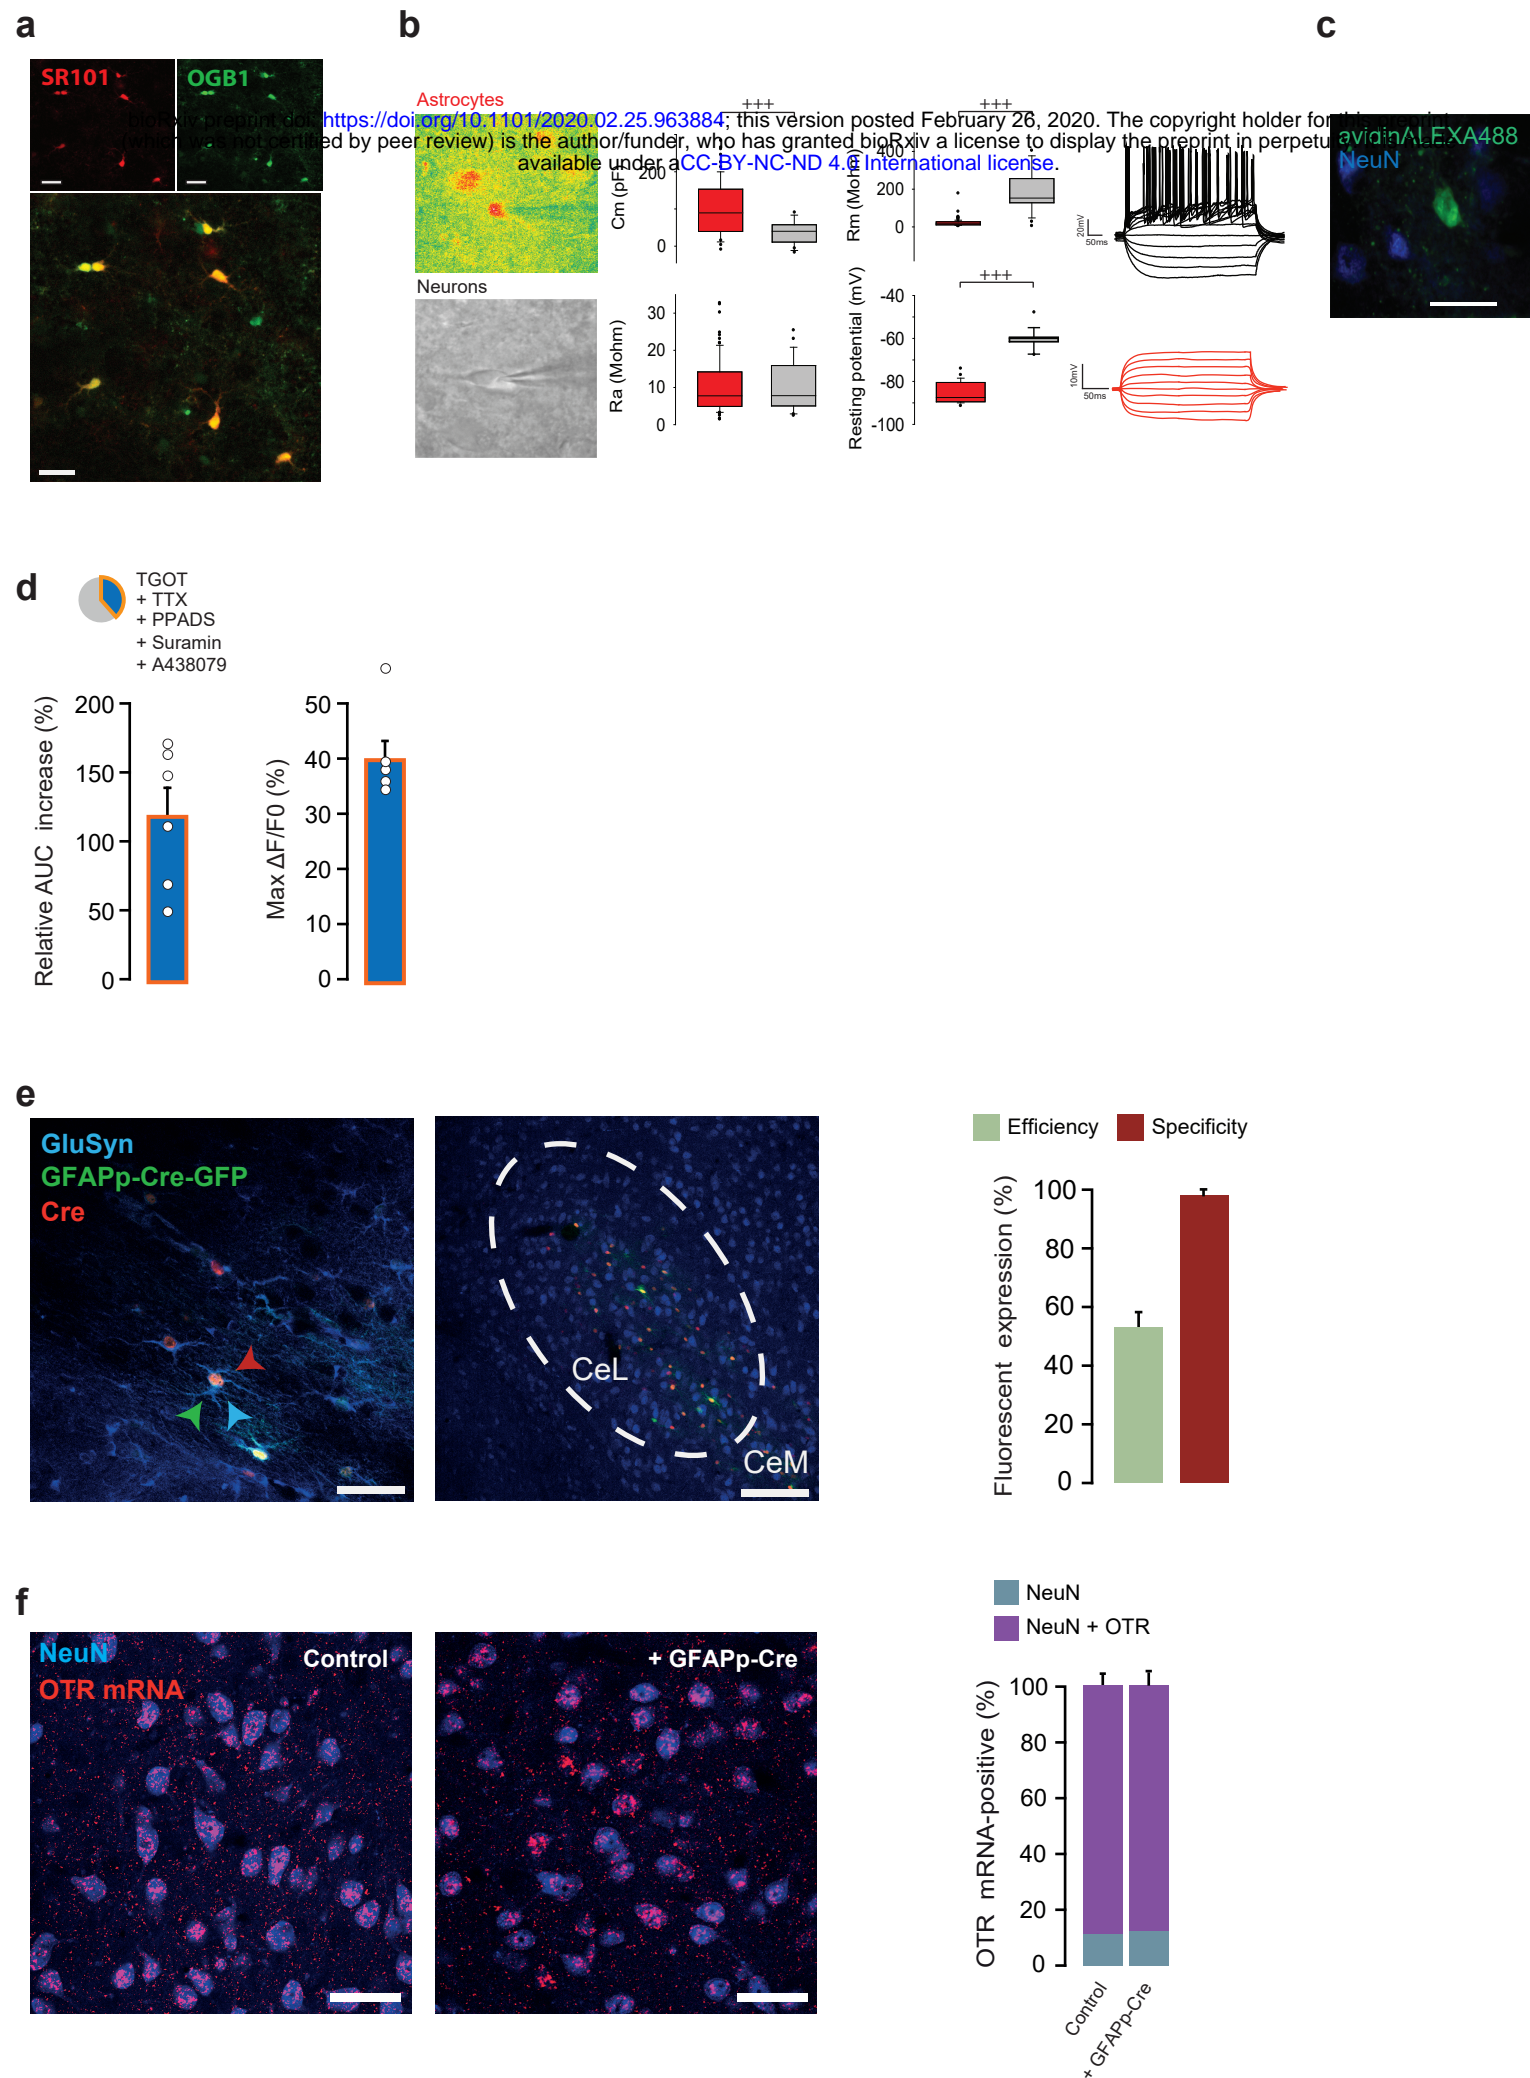 a
b
c
SR101
OGB1
Astrocytes
+++
+++
bioRxiv preprint doi: https://doi.org/10.1101/2020.02.25.963884; this version posted February 26, 2020. The copyright holder for this preprint
(which was not certified by peer review) is the author/funder, who has granted bioRxiv a license to display the preprint in perpetu
available under aCC-BY-NC-ND 4.0 International license.
avidinALEXA488
NeuN
Cm (pF)
200
0
Rm (Mohm)
400
200
0
20mV
50ms
Neurons
Ra (Mohm)
30
20
10
0
+++
Resting potential (mV)
-40
-60
-80
-100
10mV
50ms
d
TGOT
+ TTX
+ PPADS
+ Suramin
+ A438079
Relative AUC increase (%)
200
150
100
50
0
Max ΔF/F0 (%)
50
40
30
20
10
0
e
GluSyn
GFAPp-Cre-GFP
Cre
CeL
CeM
Efficiency
Specificity
Fluorescent expression (%)
100
80
60
40
20
0
f
NeuN
OTR mRNA
Control
+ GFAPp-Cre
NeuN
NeuN + OTR
OTR mRNA-positive (%)
100
80
60
40
20
0
Control
+ GFAPp-Cre